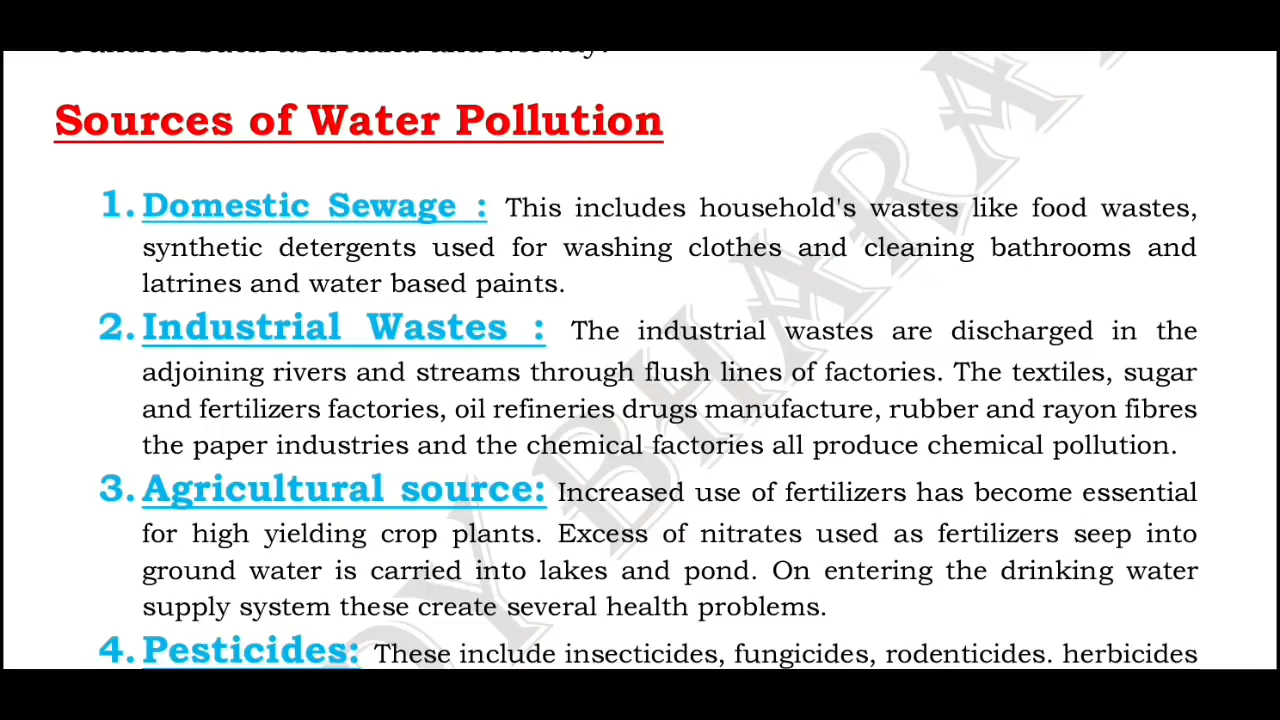 countries such as Ireland and Norway.
Sources of Water Pollution
1. Domestic Sewage : This includes household's wastes like food wastes,
synthetic detergents used for washing clothes and cleaning bathrooms and
latrines and water based paints.
2. Industrial Wastes : The industrial wastes are discharged in the
adjoining rivers and streams through flush lines of factories. The textiles, sugar
and fertilizers factories, oil refineries drugs manufacture, rubber and rayon fibres
the paper industries and the chemical factories all produce chemical pollution.
3. Agricultural source: Increased use of fertilizers has become essential
for high yielding crop plants. Excess of nitrates used as fertilizers seep into
ground water is carried into lakes and pond. On entering the drinking water
supply system these create several health problems.
4. Pesticides: These include insecticides, fungicides, rodenticides. herbicides